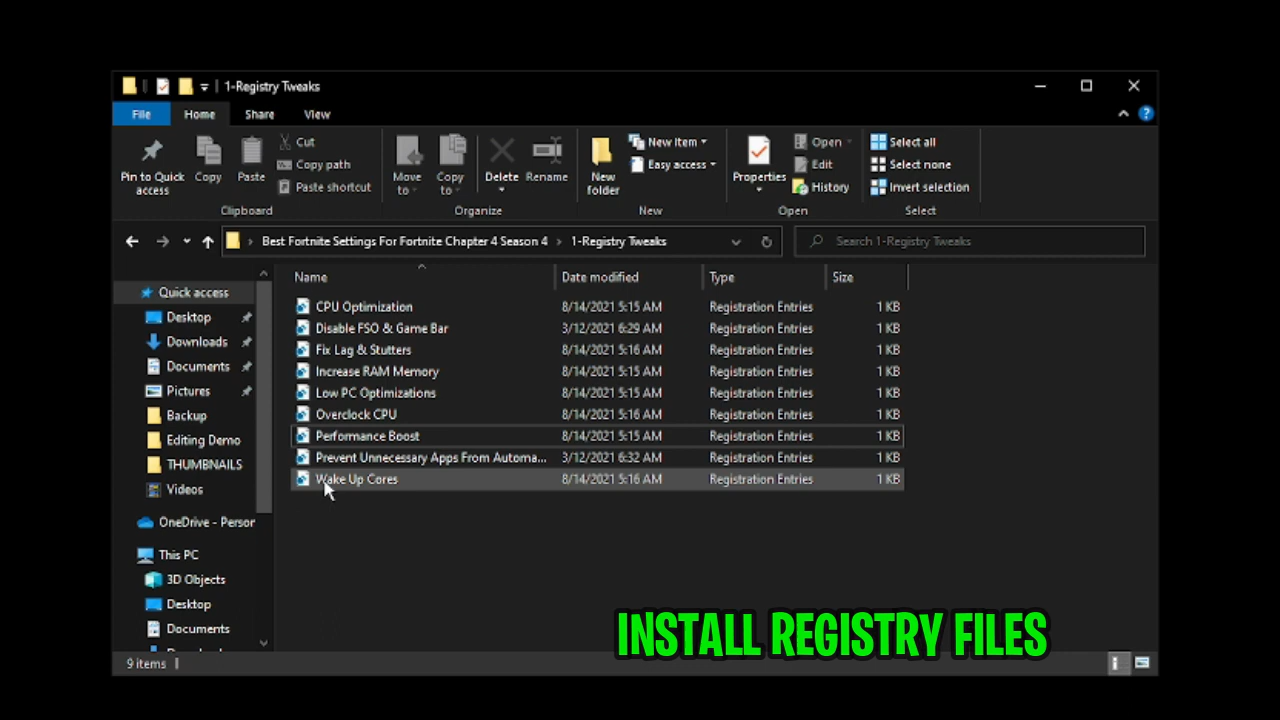 1-Registry Tweaks
File Home Share View
Pin to Quick access
Copy
Paste
Cut
Copy path
Paste shortcut
Clipboard
Move to
Copy to
Delete
Rename
Organize
New folder
New item
Easy access
New
Properties
Open
Edit
History
Open
Select all
Select none
Invert selection
Select
Best Fortnite Settings For Fortnite Chapter 4 Season 4 › 1-Registry Tweaks
Search 1-Registry Tweaks
Quick access
Desktop
Downloads
Documents
Pictures
Backup
Editing Demo
THUMBNAILS
Videos
OneDrive - Person
This PC
3D Objects
Desktop
Documents
Name Date modified Type Size
CPU Optimization 8/14/2021 5:15 AM Registration Entries 1 KB
Disable FSO & Game Bar 3/12/2021 6:29 AM Registration Entries 1 KB
Fix Lag & Stutters 8/14/2021 5:16 AM Registration Entries 1 KB
Increase RAM Memory 8/14/2021 5:15 AM Registration Entries 1 KB
Low PC Optimizations 8/14/2021 5:15 AM Registration Entries 1 KB
Overclock CPU 8/14/2021 5:16 AM Registration Entries 1 KB
Performance Boost 8/14/2021 5:15 AM Registration Entries 1 KB
Prevent Unnecessary Apps From Automa... 3/12/2021 6:32 AM Registration Entries 1 KB
Wake Up Cores 8/14/2021 5:16 AM Registration Entries 1 KB
INSTALL REGISTRY FILES
9 items